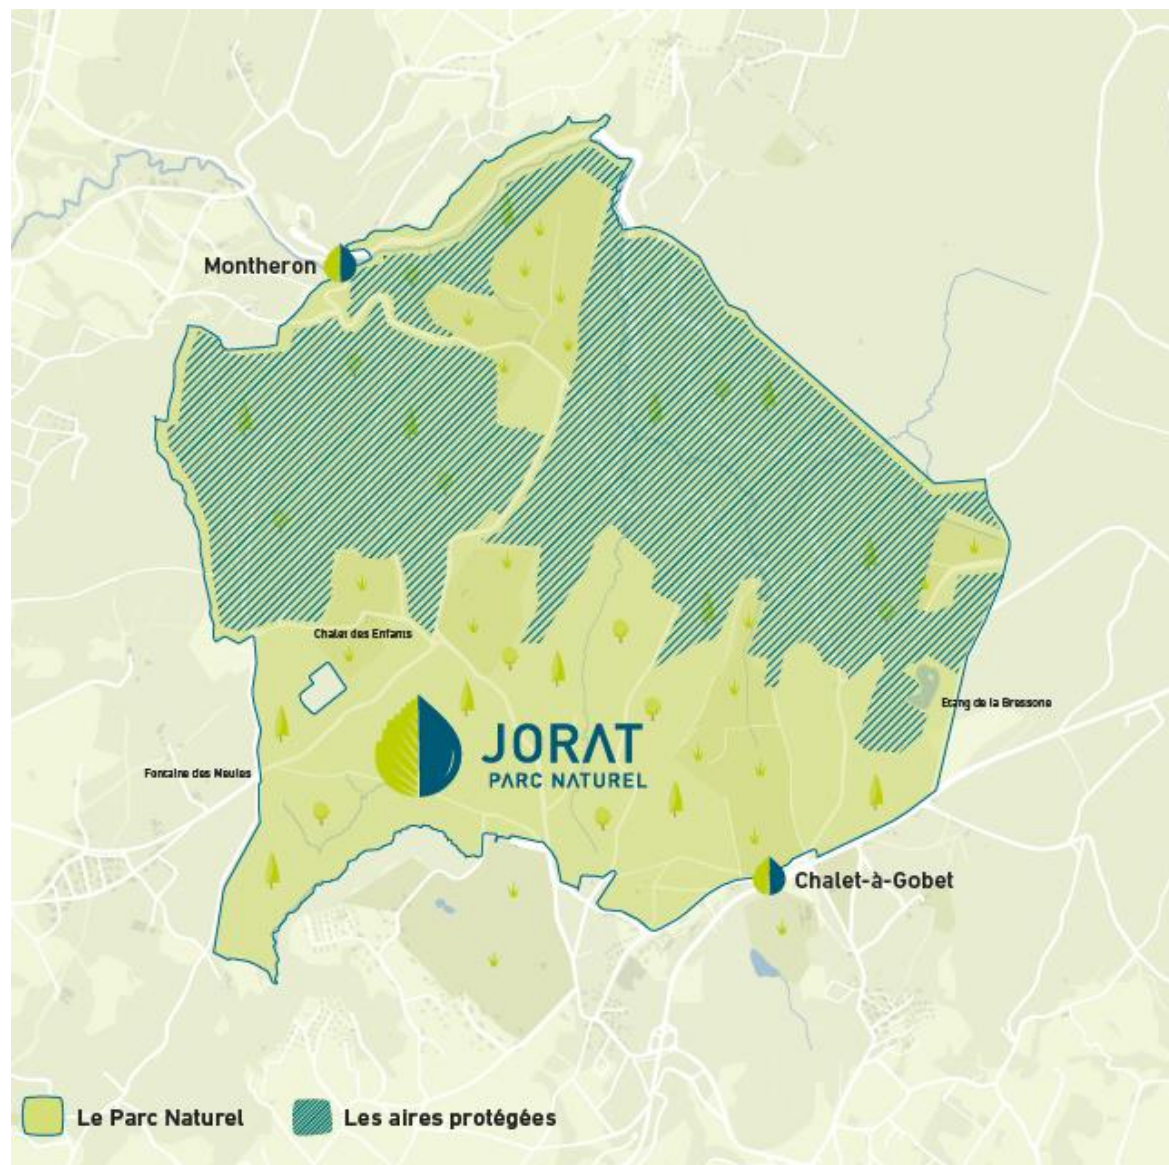 Montheron
Chalet des Enfants
Etang de la Bressone
JORAT
PARC NATUREL
Fontaine des Meules
Chalet-à-Gobet
Le Parc Naturel
Les aires protégées